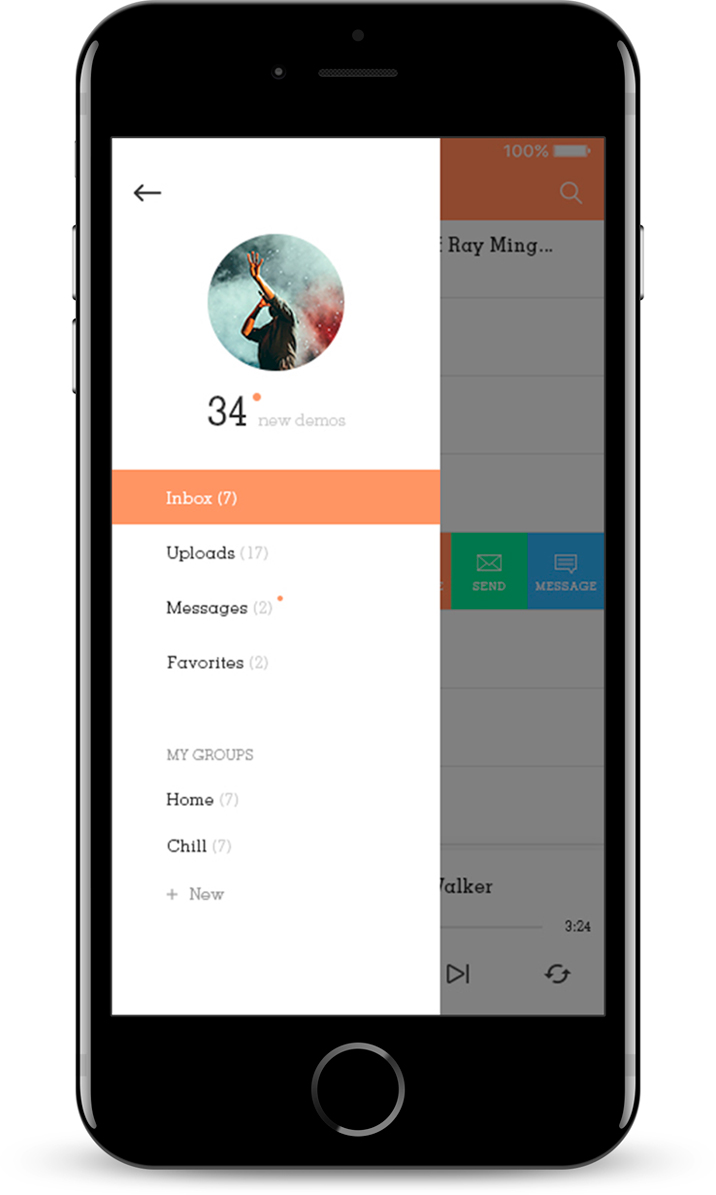 100%
f Ray Ming...
34 new demos
Inbox (7)
Uploads (17)
SEND
MESSAGE
Messages (2)
Favorites (2)
MY GROUPS
Home (7)
Chill (7)
Walker
+ New
3:24